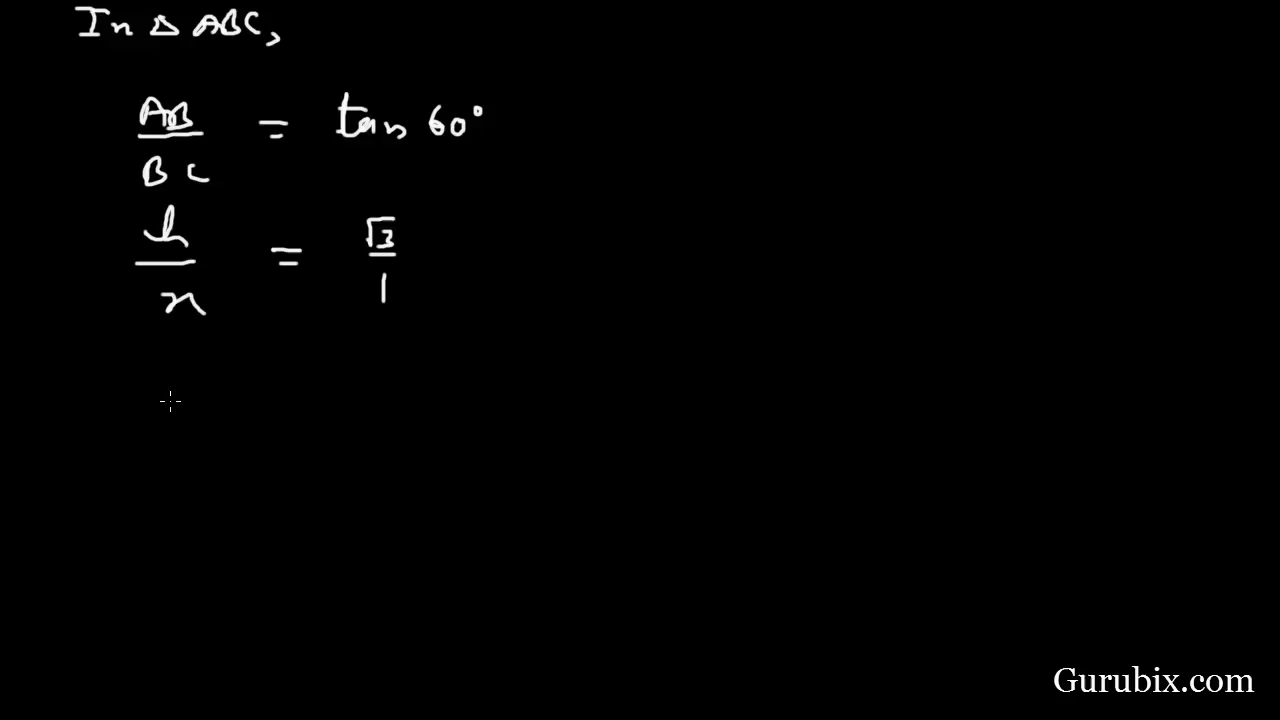 In Δ ABC,
AB/BC = tan 60°
h/x = √3/1
Gurubix.com